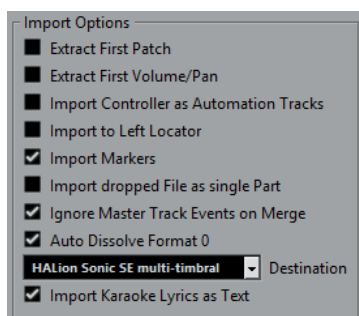 Import Options
Extract First Patch
Extract First Volume/Pan
Import Controller as Automation Tracks
Import to Left Locator
Import Markers
Import dropped File as single Part
Ignore Master Track Events on Merge
Auto Dissolve Format 0
HALion Sonic SE multi-timbral Destination
Import Karaoke Lyrics as Text